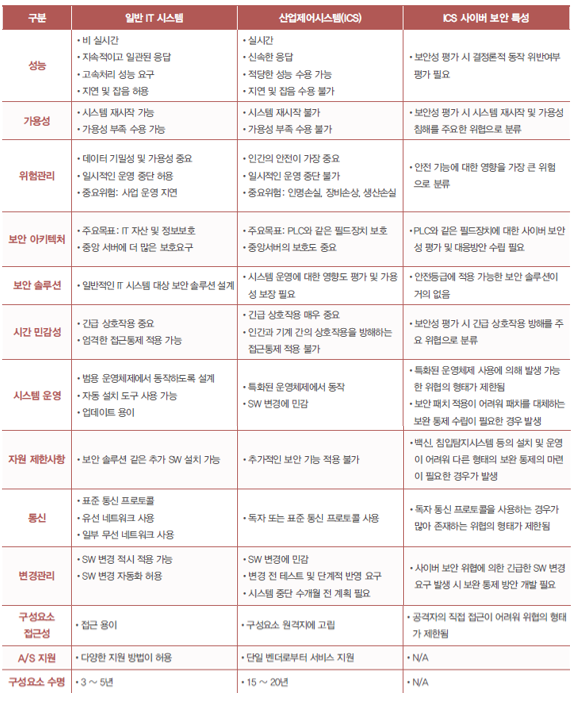 구분 일반 IT 시스템 산업제어시스템(ICS) ICS 사이버 보안 특성
성능
• 비 실시간
• 지속적이고 일관된 응답
• 고속처리 성능 요구
• 지연 및 잡음 허용
• 실시간
• 신속한 응답
• 적당한 성능 수용 가능
• 지연 및 잡음 수용 불가
• 보안성 평가 시 결정론적 동작 위반여부
평가 필요
가용성
• 시스템 재시작 가능
• 가용성 부족 수용 가능
• 시스템 재시작 불가
• 가용성 부족 수용 불가
• 보안성 평가 시 시스템 재시작 및 가용성
침해를 주요한 위협으로 분류
위험관리
• 데이터 기밀성 및 가용성 중요
• 일시적인 운영 중단 허용
• 중요위험: 사업 운영 지연
• 인간의 안전이 가장 중요
• 일시적인 운영 중단 불가
• 중요위험: 인명손실, 장비손상, 생산손실
• 안전 기능에 대한 영향을 가장 큰 위험
으로 분류
보안 아키텍처
• 주요목표: IT 자산 및 정보보호
• 중앙 서버에 더 많은 보호요구
• 주요목표: PLC와 같은 필드장치 보호
• 중앙서버의 보호도 중요
• PLC와 같은 필드장치에 대한 사이버 보안
성 평가 및 대응방안 수립 필요
보안 솔루션
• 일반적인 IT 시스템 대상 보안 솔루션 설계
• 시스템 운영에 대한 영향도 평가 및 가용
성 보장 필요
• 안전등급에 적용 가능한 보안 솔루션이
거의 없음
시간 민감성
• 긴급 상호작용 중요
• 엄격한 접근통제 적용 가능
• 긴급 상호작용 매우 중요
• 인간과 기계 간의 상호작용을 방해하는
접근통제 적용 불가
• 보안성 평가 시 긴급 상호작용 방해를 주
요 위협으로 분류
시스템 운영
• 범용 운영체제에서 동작하도록 설계
• 자동 설치 도구 사용 가능
• 업데이트 용이
• 특화된 운영체제에서 동작
• SW 변경에 민감
• 특화된 운영체제 사용에 의해 발생 가능
한 위협의 형태가 제한됨
• 보안 패치 적용이 어려워 패치를 대체하는
보완 통제 수립이 필요한 경우 발생
자원 제한사항
• 보안 솔루션 같은 추가 SW 설치 가능
• 추가적인 보안 기능 적용 불가
• 백신, 침입탐지시스템 등의 설치 및 운영
이 어려워 다른 형태의 보완 통제의 마련
이 필요한 경우가 발생
통신
• 표준 통신 프로토콜
• 유선 네트워크 사용
• 일부 무선 네트워크 사용
• 독자 또는 표준 통신 프로토콜 사용
• 독자 통신 프로토콜을 사용하는 경우가
많아 존재하는 위협의 형태가 제한됨
변경관리
• SW 변경 적시 적용 가능
• SW 변경 자동화 허용
• SW 변경에 민감
• 변경 전 테스트 및 단계적 반영 요구
• 시스템 중단 수개월 전 계획 필요
• 사이버 보안 위협에 의한 긴급한 SW 변경
요구 발생 시 보안 통제 방안 개발 필요
구성요소
접근성
• 접근 용이
• 구성요소 원격지에 고립
• 공격자의 직접 접근이 어려워 위협의 형태
가 제한됨
A/S 지원
• 다양한 지원 방법이 허용
• 단일 벤더로부터 서비스 지원
• N/A
구성요소 수명
• 3 ~ 5년
• 15 ~ 20년
• N/A